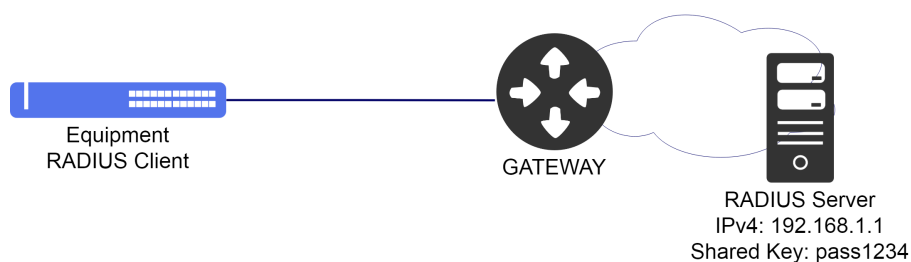 Equipment
RADIUS Client
GATEWAY
RADIUS Server
IPv4: 192.168.1.1
Shared Key: pass1234